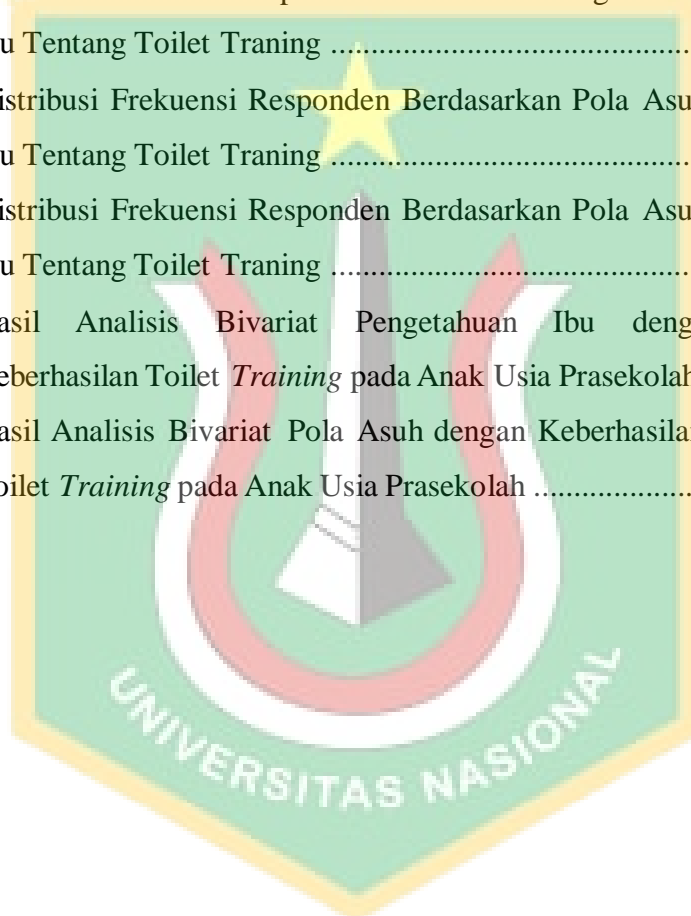 u Tentang Toilet Traning ..........................................
istribusi Frekuensi Responden Berdasarkan Pola Asu
u Tentang Toilet Traning ..........................................
istribusi Frekuensi Responden Berdasarkan Pola Asu
u Tentang Toilet Traning ..........................................
asil Analisis Bivariat Pengetahuan Ibu deng
eberhasilan Toilet Training pada Anak Usia Prasekolah
asil Analisis Bivariat Pola Asuh dengan Keberhasilan
oilet Training pada Anak Usia Prasekolah ..................
UNIVERSITAS NASIONAL